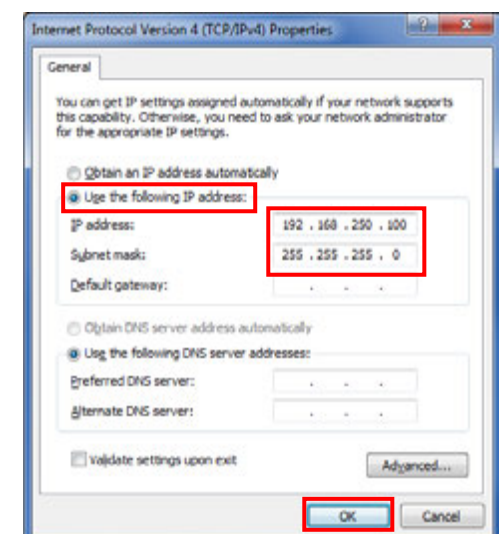 Internet Protocol Version 4 (TCP/IPv4) Properties
General
You can get IP settings assigned automatically if your network supports
this capability. Otherwise, you need to ask your network administrator
for the appropriate IP settings.
Obtain an IP address automatically
Use the following IP address:
IP address: 192 . 168 . 250 . 100
Subnet mask: 255 . 255 . 255 . 0
Default gateway: . . .
Obtain DNS server address automatically
Use the following DNS server addresses:
Preferred DNS server: . . .
Alternate DNS server: . . .
Validate settings upon exit
Advanced...
OK Cancel